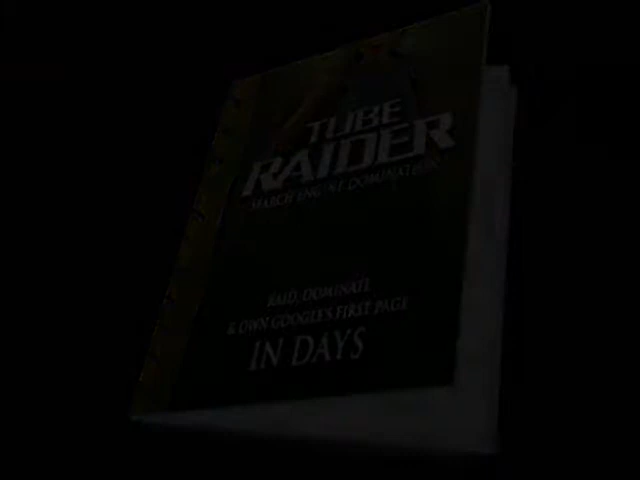 TUBE
RAIDER
SEARCH ENGINE DOMINATION
RAID, DOMINATE
& OWN GOOGLE'S FIRST PAGE
IN DAYS